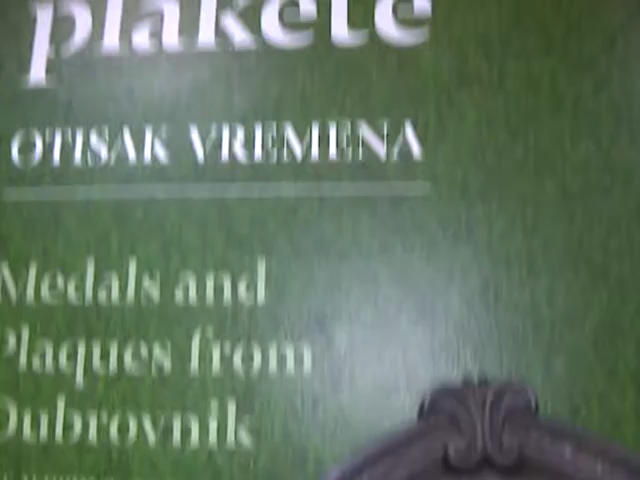 plakete
OTISAK VREMENA
Medals and
Plaques from
Dubrovnik